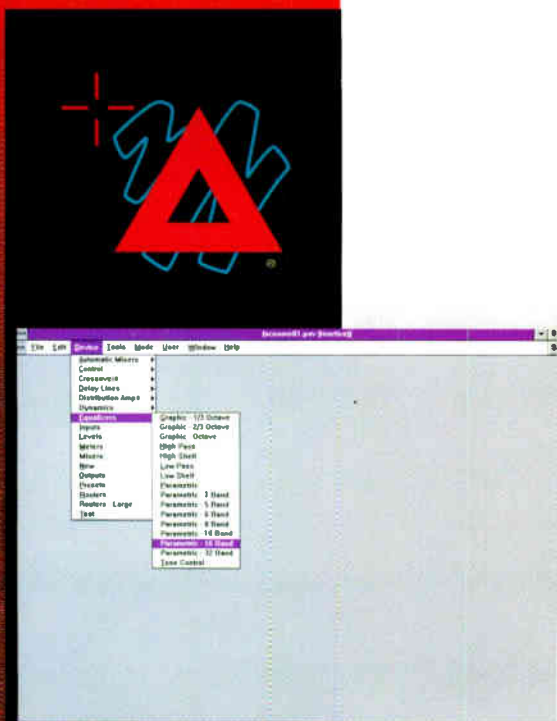 ®
File Edit Device Tools Mode User Window Help
Automatic Mixers
Control
Crossovers
Delay Lines
Distribution Amps
Dynamics
Equalizers
Inputs
Levels
Meters
Mixers
New
Outputs
Presets
Routers
Routers - Large
Test
Graphic - 1/3 Octave
Graphic - 2/3 Octave
Graphic - Octave
High Pass
High Shelf
Low Pass
Low Shelf
Parametric
Parametric - 3 Band
Parametric - 5 Band
Parametric - 6 Band
Parametric - 8 Band
Parametric - 10 Band
Parametric - 16 Band
Parametric - 32 Band
Tone Control